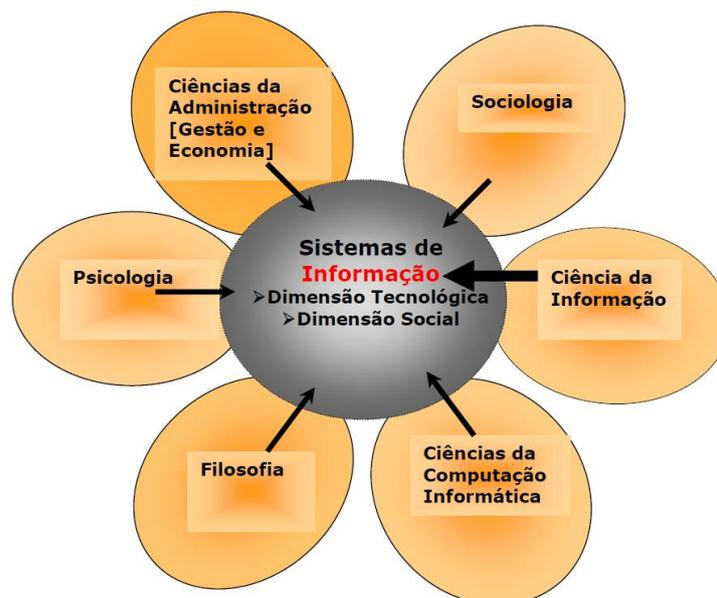 Ciências da
Administração
[Gestão e
Economia]
Sociologia
Sistemas de
Informação
➢Dimensão Tecnológica
➢Dimensão Social
Psicologia
Ciência da
Informação
Filosofia
Ciências da
Computação
Informática